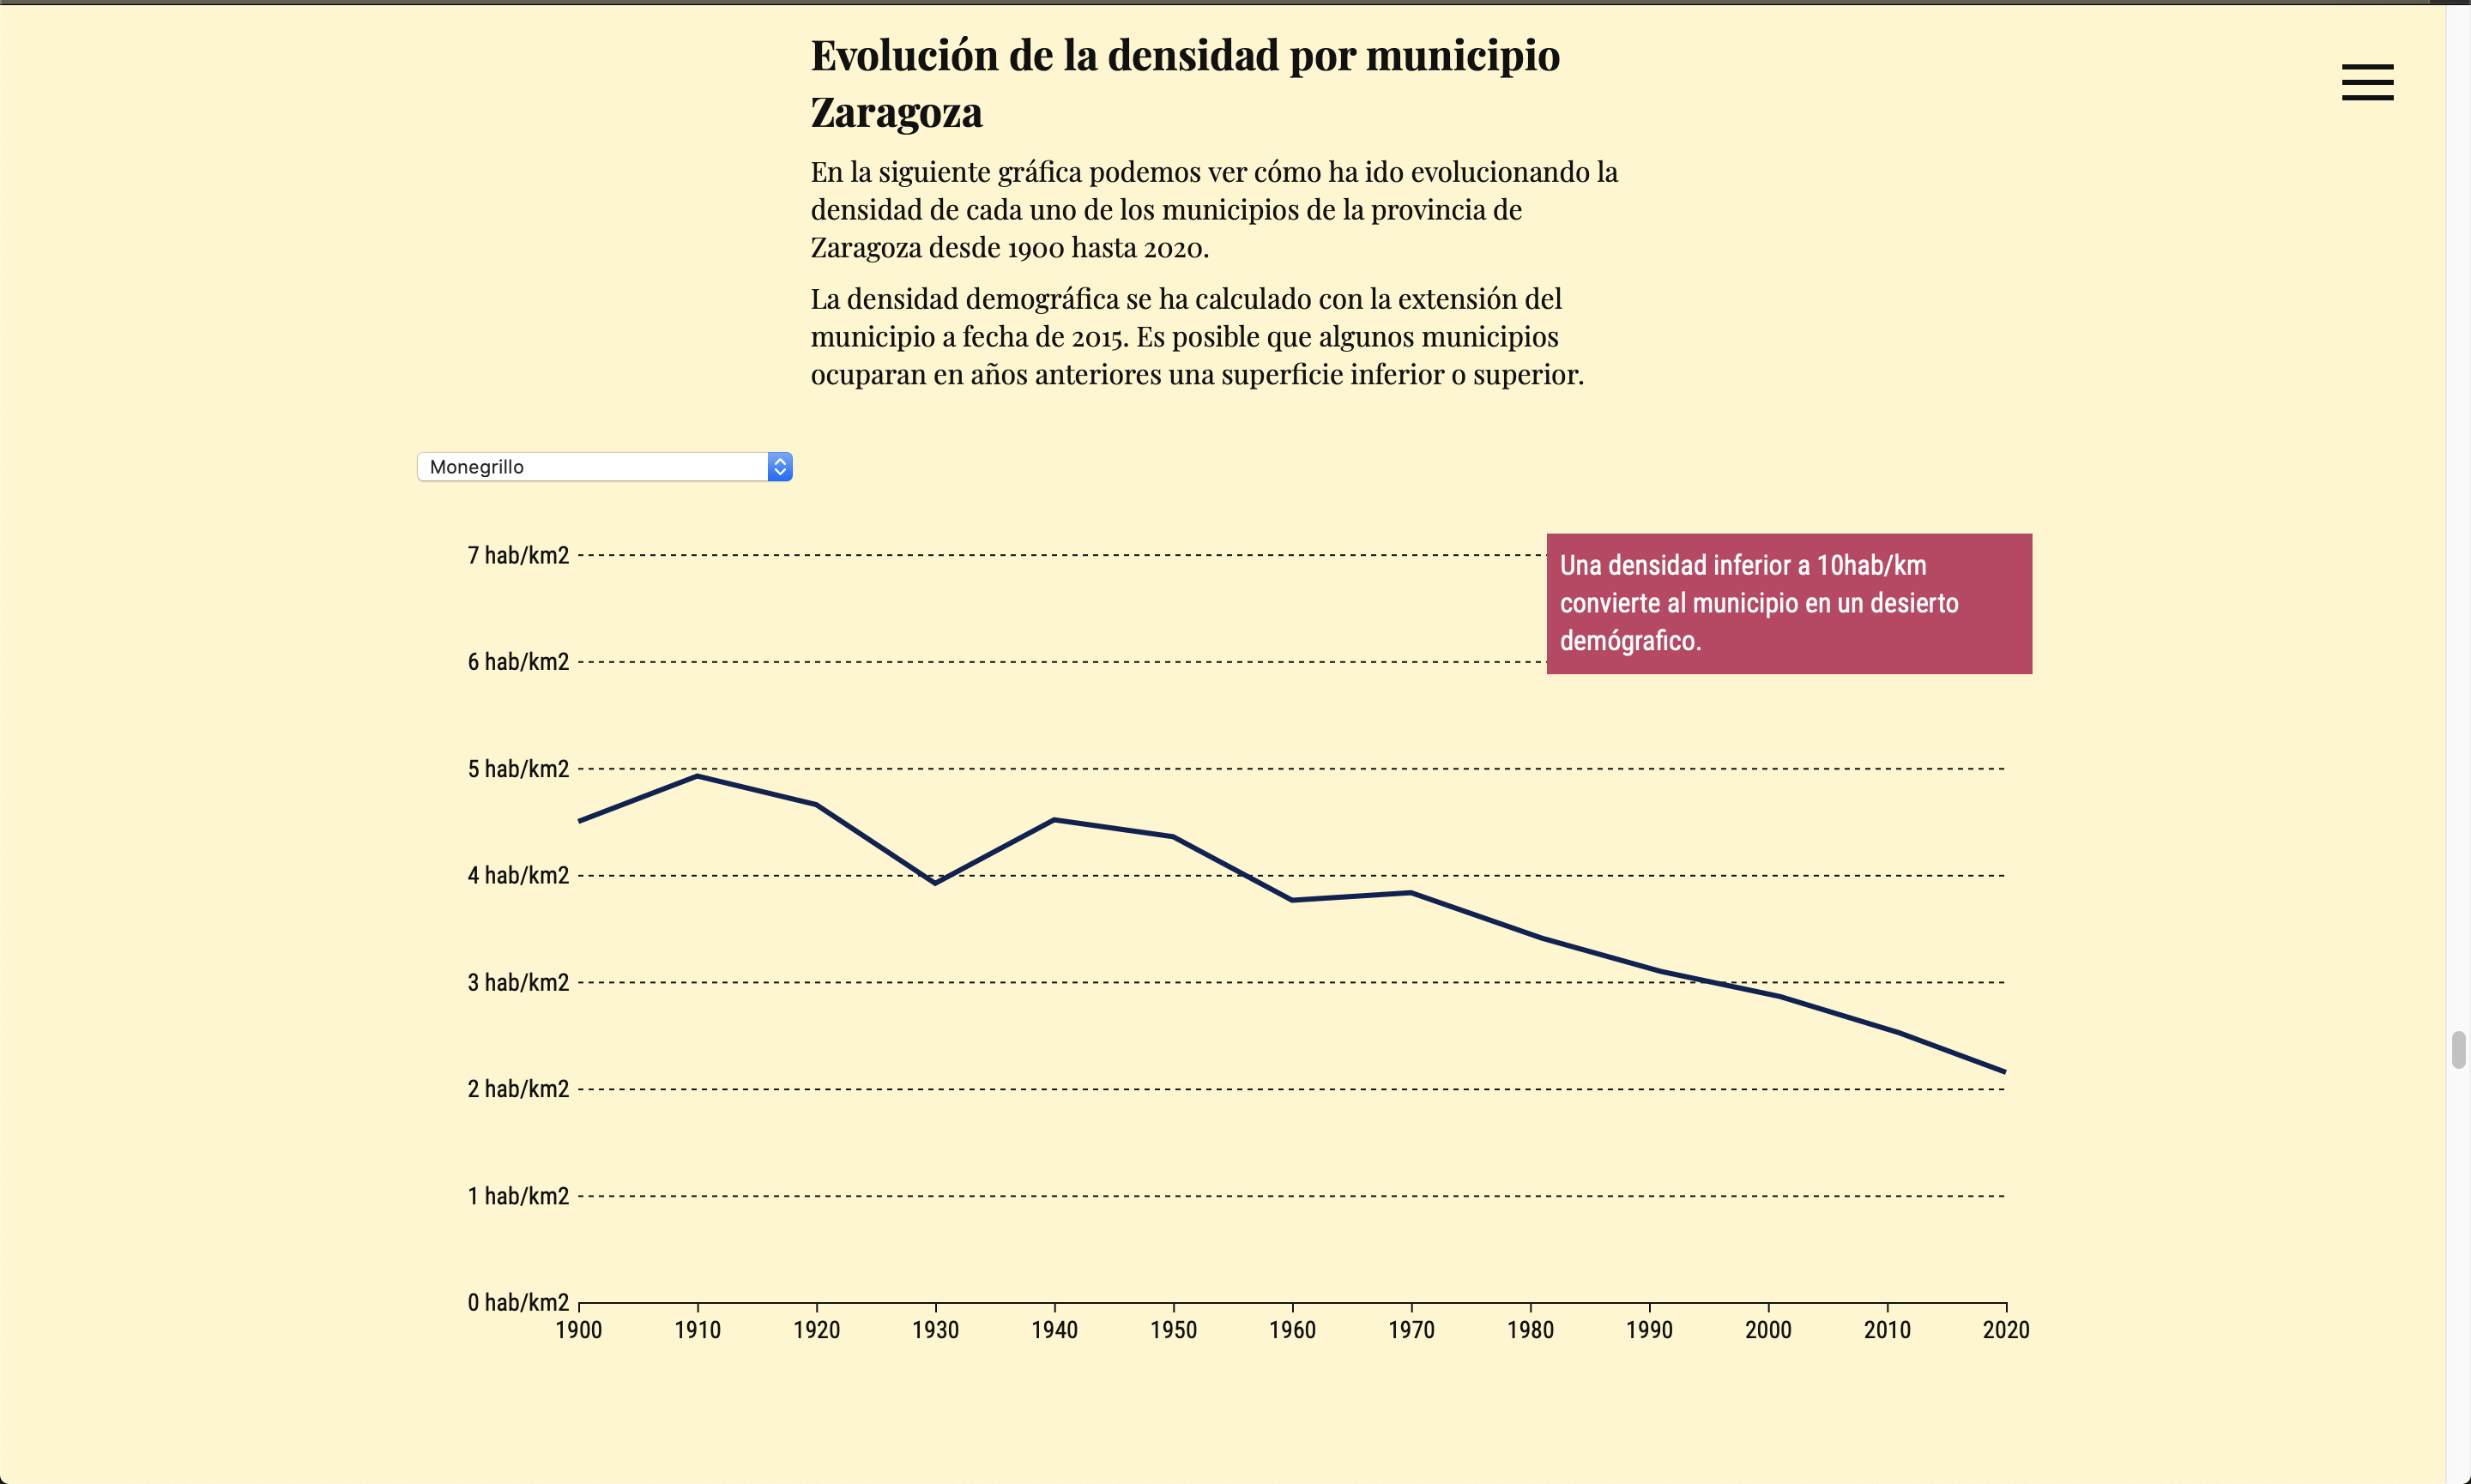 Evolución de la densidad por municipio
Zaragoza
En la siguiente gráfica podemos ver cómo ha ido evolucionando la
densidad de cada uno de los municipios de la provincia de
Zaragoza desde 1900 hasta 2020.
La densidad demográfica se ha calculado con la extensión del
municipio a fecha de 2015. Es posible que algunos municipios
ocuparan en años anteriores una superficie inferior o superior.
Monegrillo
Una densidad inferior a 10hab/km
convierte al municipio en un desierto
demógrafico.
7 hab/km2
6 hab/km2
5 hab/km2
4 hab/km2
3 hab/km2
2 hab/km2
1 hab/km2
0 hab/km2
1900 1910 1920 1930 1940 1950 1960 1970 1980 1990 2000 2010 2020